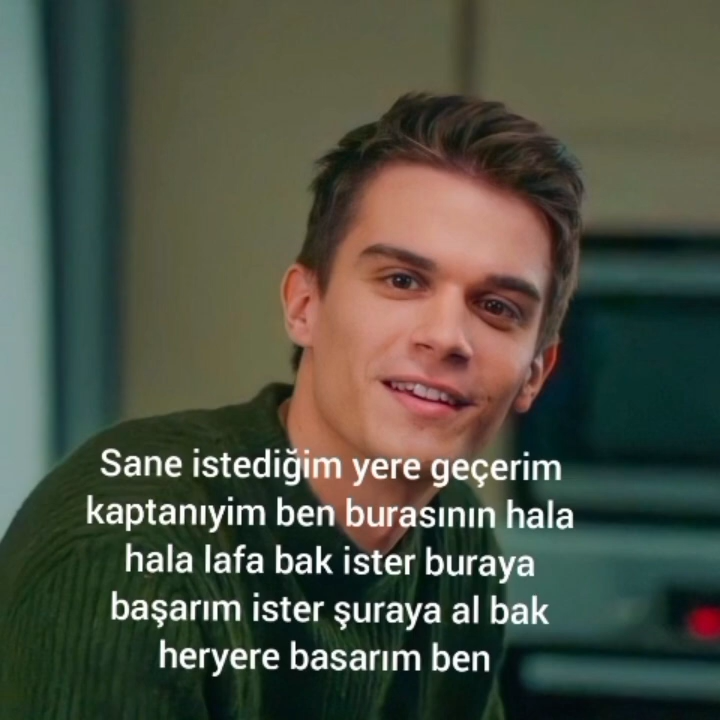 Sane istediğim yere geçerim
kaptanıyim ben burasının hala
hala lafa bak ister buraya
başarım ister şuraya al bak
heryere basarım ben